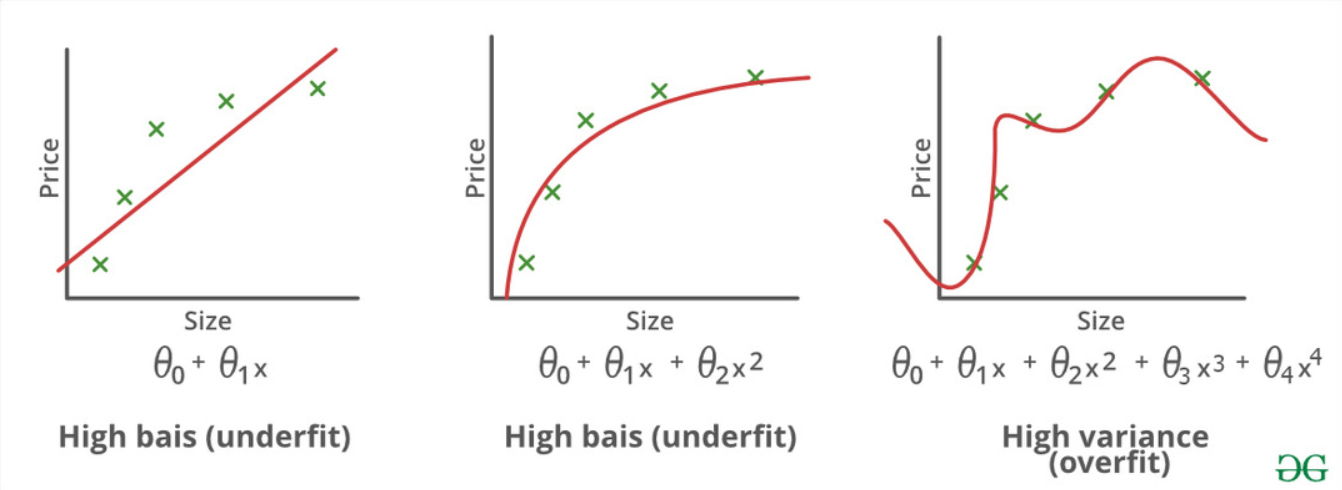 Price
Size
θ0 + θ1x
High bais (underfit)
Price
Size
θ0 + θ1x + θ2x2
High bais (underfit)
Price
Size
θ0 + θ1x + θ2x2 + θ3x3 + θ4x4
High variance
(overfit)